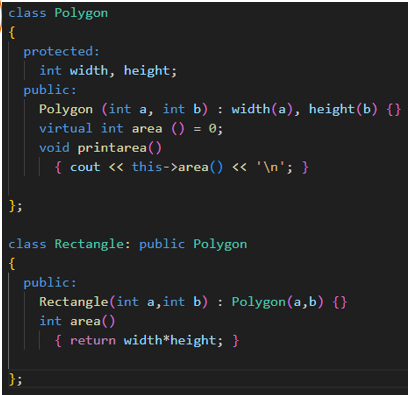 class Polygon
{
protected:
int width, height;
public:
Polygon (int a, int b) : width(a), height(b) {}
virtual int area () = 0;
void printarea()
{ cout << this->area() << '\n'; }
};
class Rectangle: public Polygon
{
public:
Rectangle(int a,int b) : Polygon(a,b) {}
int area()
{ return width*height; }
};